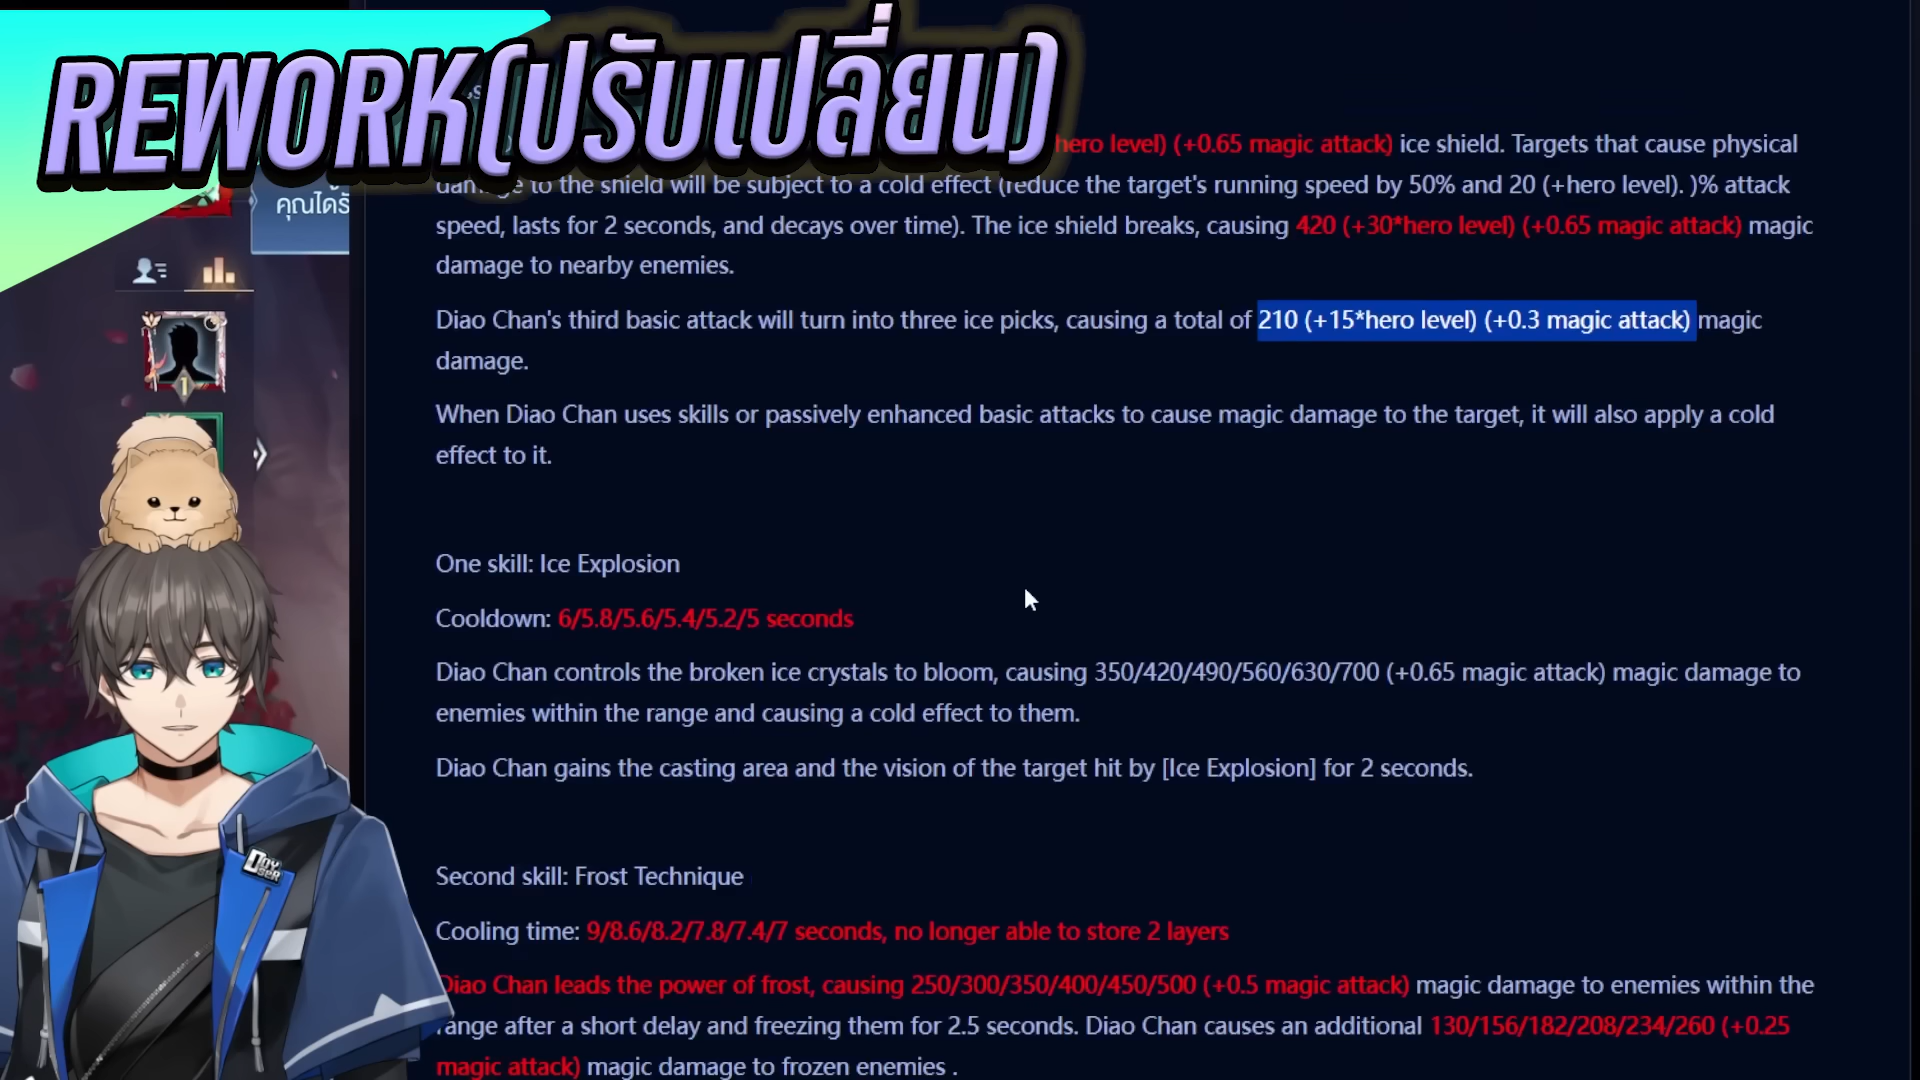 REWORK(ปรับเปลี่ยน)
hero level) (+0.65 magic attack) ice shield. Targets that cause physical
damage to the shield will be subject to a cold effect (reduce the target's running speed by 50% and 20 (+hero level). )% attack
คุณได้รั
speed, lasts for 2 seconds, and decays over time). The ice shield breaks, causing 420 (+30*hero level) (+0.65 magic attack) magic
damage to nearby enemies.
Diao Chan's third basic attack will turn into three ice picks, causing a total of 210 (+15*hero level) (+0.3 magic attack) magic
damage.
1
When Diao Chan uses skills or passively enhanced basic attacks to cause magic damage to the target, it will also apply a cold
effect to it.
One skill: Ice Explosion
Cooldown: 6/5.8/5.6/5.4/5.2/5 seconds
Diao Chan controls the broken ice crystals to bloom, causing 350/420/490/560/630/700 (+0.65 magic attack) magic damage to
enemies within the range and causing a cold effect to them.
Diao Chan gains the casting area and the vision of the target hit by [Ice Explosion] for 2 seconds.
Second skill: Frost Technique
Cooling time: 9/8.6/8.2/7.8/7.4/7 seconds, no longer able to store 2 layers
Diao Chan leads the power of frost, causing 250/300/350/400/450/500 (+0.5 magic attack) magic damage to enemies within the
range after a short delay and freezing them for 2.5 seconds. Diao Chan causes an additional 130/156/182/208/234/260 (+0.25
magic attack) magic damage to frozen enemies .